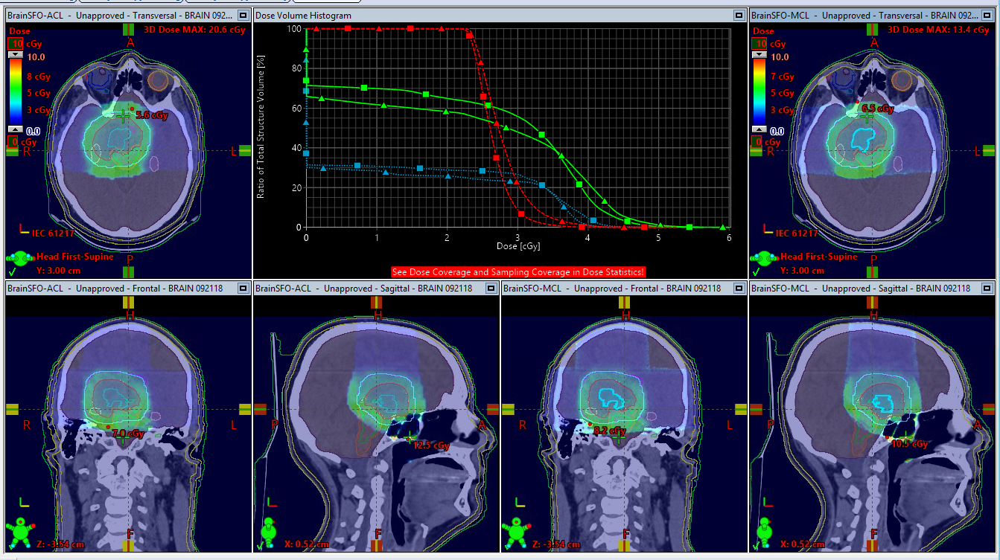 BrainSFO-ACL - Unapproved - Transversal - BRAIN 092...
Dose
10 cGy
10.0
8 cGy
5 cGy
3 cGy
0.0
0 cGy
3D Dose MAX: 20.6 cGy
A
5.6 cGy
R
L
L
IEC 61217
Head First-Supine
Y: 3.00 cm
P
Dose Volume Histogram
Ratio of Total Structure Volume [%]
100
80
60
40
20
0
0 1 2 3 4 5 6
Dose [cGy]
See Dose Coverage and Sampling Coverage in Dose Statistics!
BrainSFO-MCL - Unapproved - Transversal - BRAIN 092...
Dose
10 cGy
10.0
7 cGy
5 cGy
3 cGy
0.0
0 cGy
3D Dose MAX: 13.4 cGy
A
6.5 cGy
R
L
L
IEC 61217
Head First-Supine
Y: 3.00 cm
P
BrainSFO-ACL - Unapproved - Frontal - BRAIN 092118
H
R
L
7.0 cGy
L
F
Z: -3.54 cm
BrainSFO-ACL - Unapproved - Sagittal - BRAIN 092118
H
P
A
12.5 cGy
L
F
X: 0.52 cm
BrainSFO-MCL - Unapproved - Frontal - BRAIN 092118
H
R
L
8.2 cGy
L
F
Z: -3.54 cm
BrainSFO-MCL - Unapproved - Sagittal - BRAIN 092118
H
P
A
10.5 cGy
L
F
X: 0.52 cm